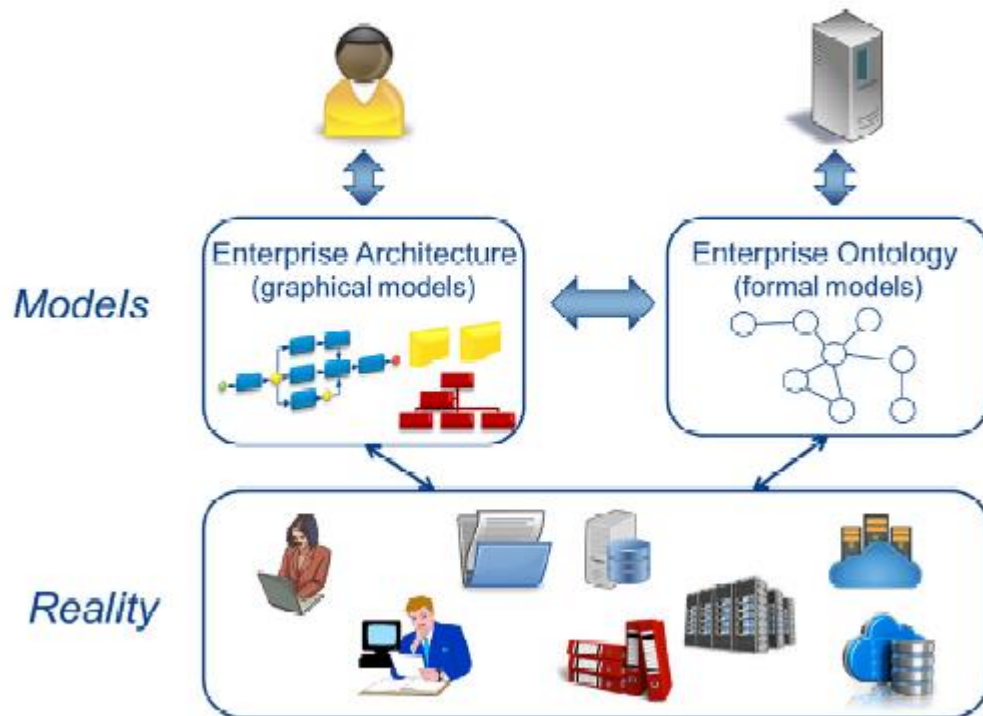 Enterprise Architecture
(graphical models)
Enterprise Ontology
(formal models)
Models
Reality